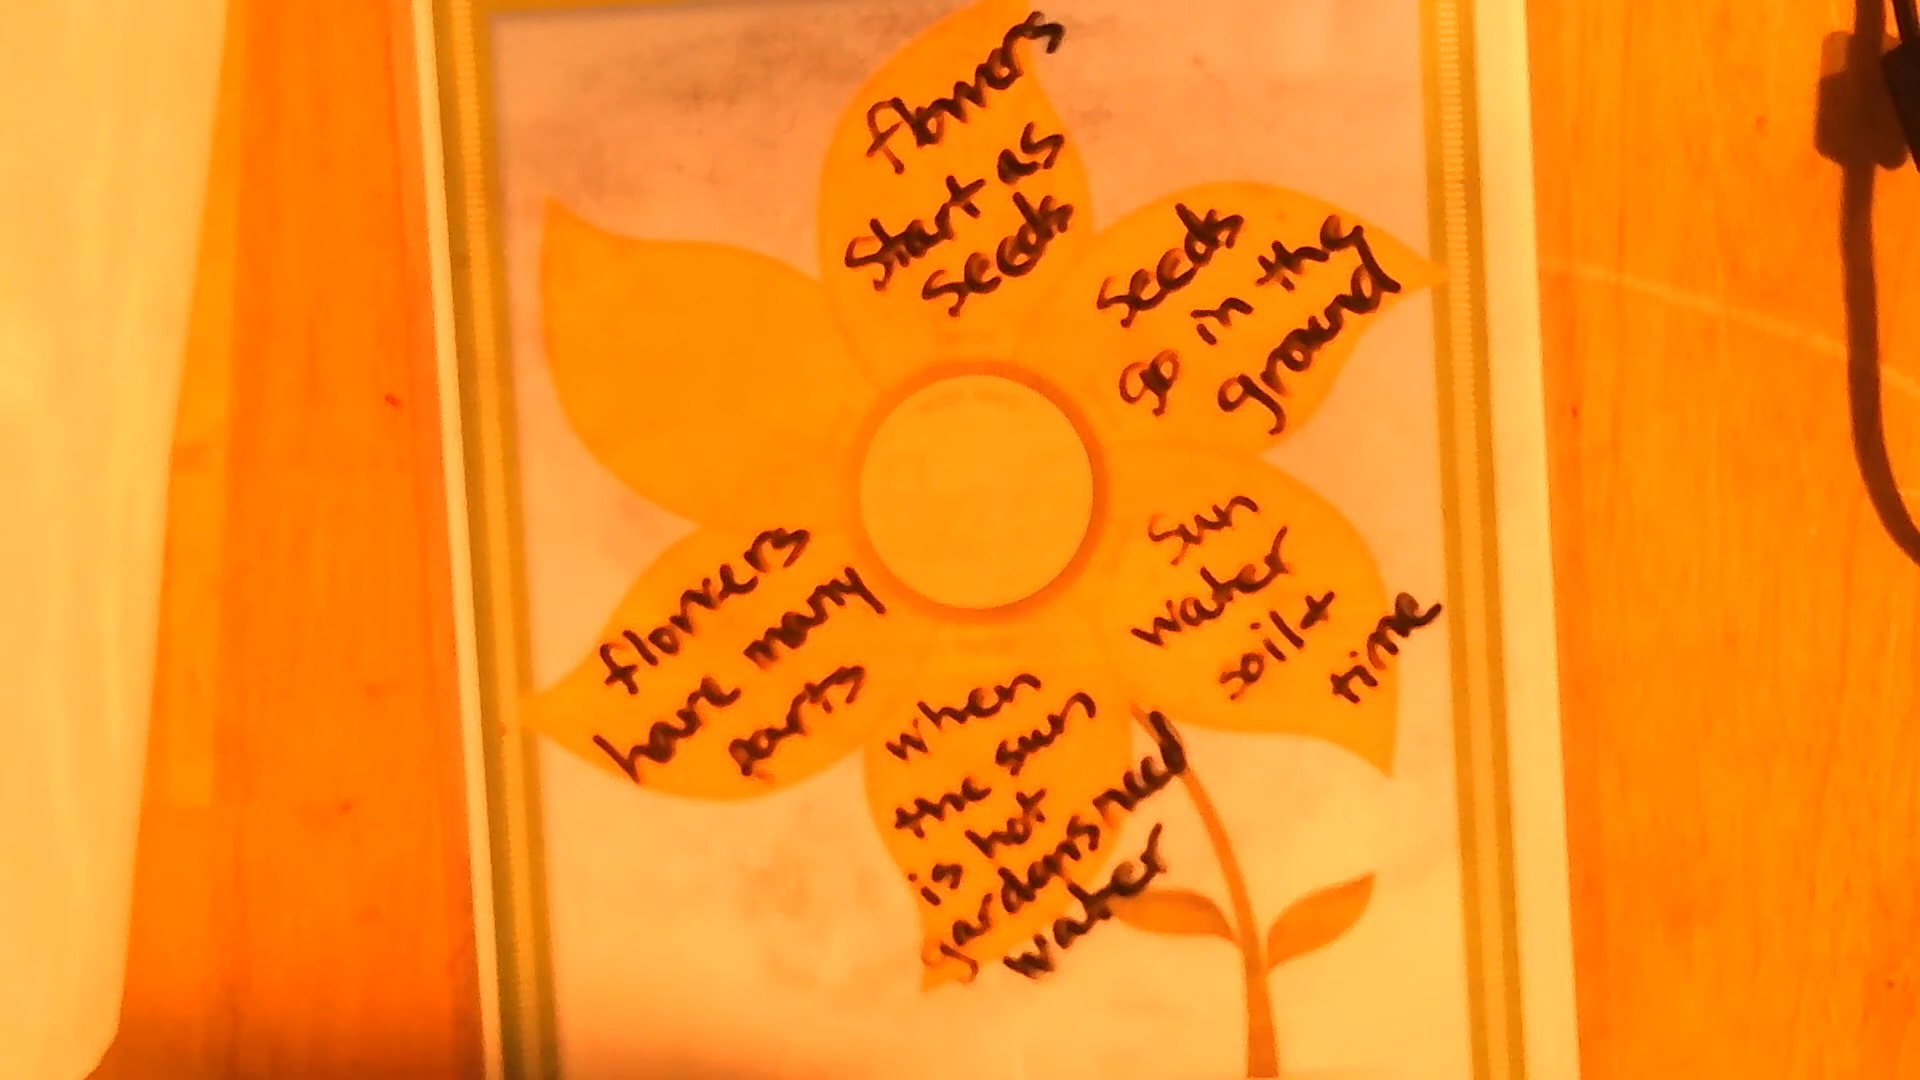 flowers
start as
seeds
seeds
go in the
ground
sun
water
soil +
time
when
the sun
is hot
gardens need
water
flowers
have many
parts